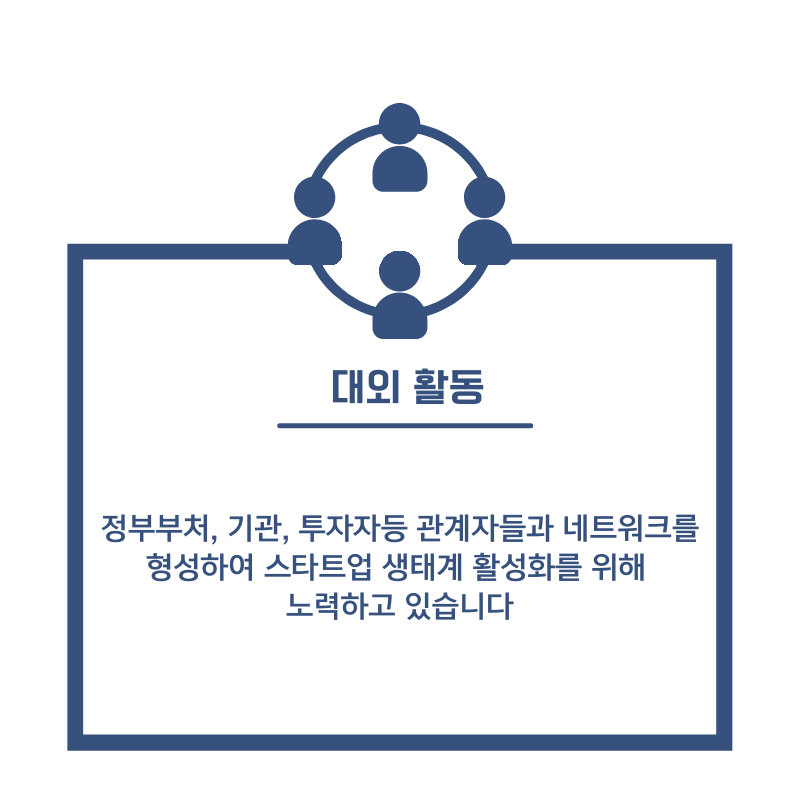 대외 활동
정부부처, 기관, 투자자등 관계자들과 네트워크를
형성하여 스타트업 생태계 활성화를 위해
노력하고 있습니다